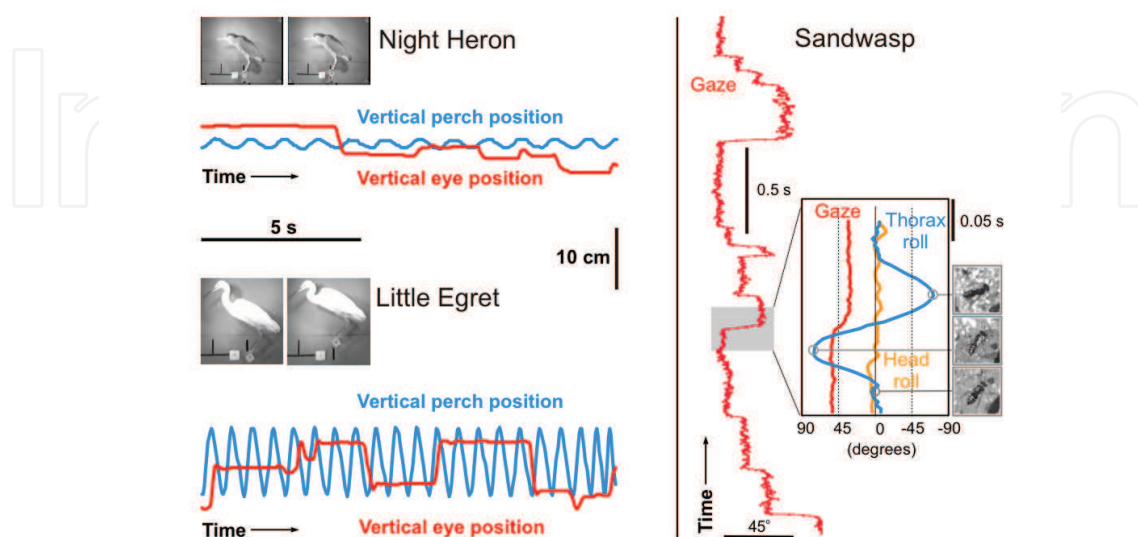 Night Heron
Vertical perch position
Time
Vertical eye position
5 s
10 cm
Little Egret
Vertical perch position
Time
Vertical eye position
Sandwasp
Gaze
0.5 s
Gaze
Thorax
roll
0.05 s
Head
roll
90 45 0 -45 -90
(degrees)
Time
45°